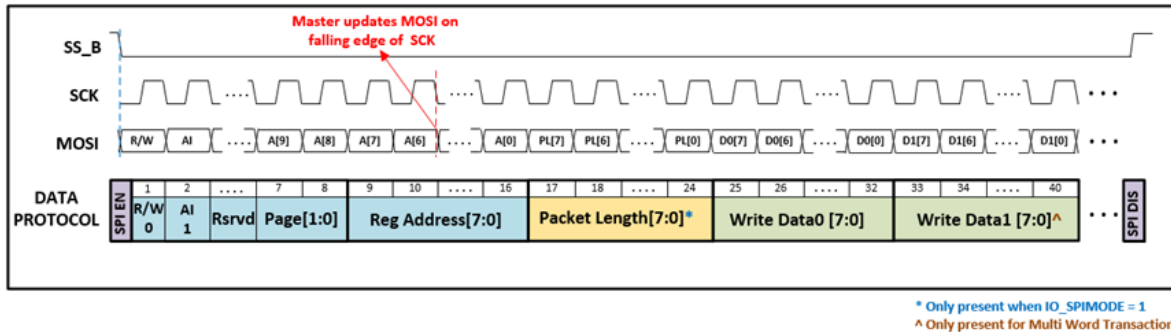 Master updates MOSI on
falling edge of SCK
SS_B
SCK ···· ···· ···· ···· ···· •••
MOSI R/W AI ···· A[9] A[8] A[7] A[6] ···· A[0] PL[7] PL[6] ···· PL[0] D0[7] D0[6] ···· D0[0] D1[7] D1[6] ···· D1[0] •••
1 2 .... 7 8 9 10 .... 16 17 18 .... 24 25 26 .... 32 33 34 .... 40
DATA
PROTOCOL
SPI EN
R/W
0
AI
1
Rsrvd
Page[1:0]
Reg Address[7:0]
Packet Length[7:0]*
Write Data0 [7:0]
Write Data1 [7:0]^
•••
SPI DIS
* Only present when IO_SPIMODE = 1
^ Only present for Multi Word Transaction